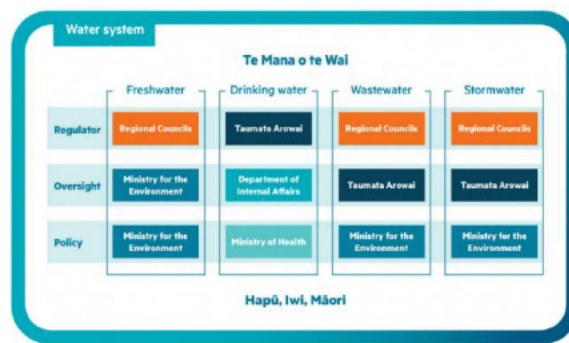 Water system
Te Mana o te Wai
Freshwater Drinking water Wastewater Stormwater
Regulator Regional Councils Taumata Arowai Regional Councils Regional Councils
Oversight Ministry for the Environment Department of Internal Affairs Taumata Arowai Taumata Arowai
Policy Ministry for the Environment Ministry of Health Ministry for the Environment Ministry for the Environment
Hapū, Iwi, Māori